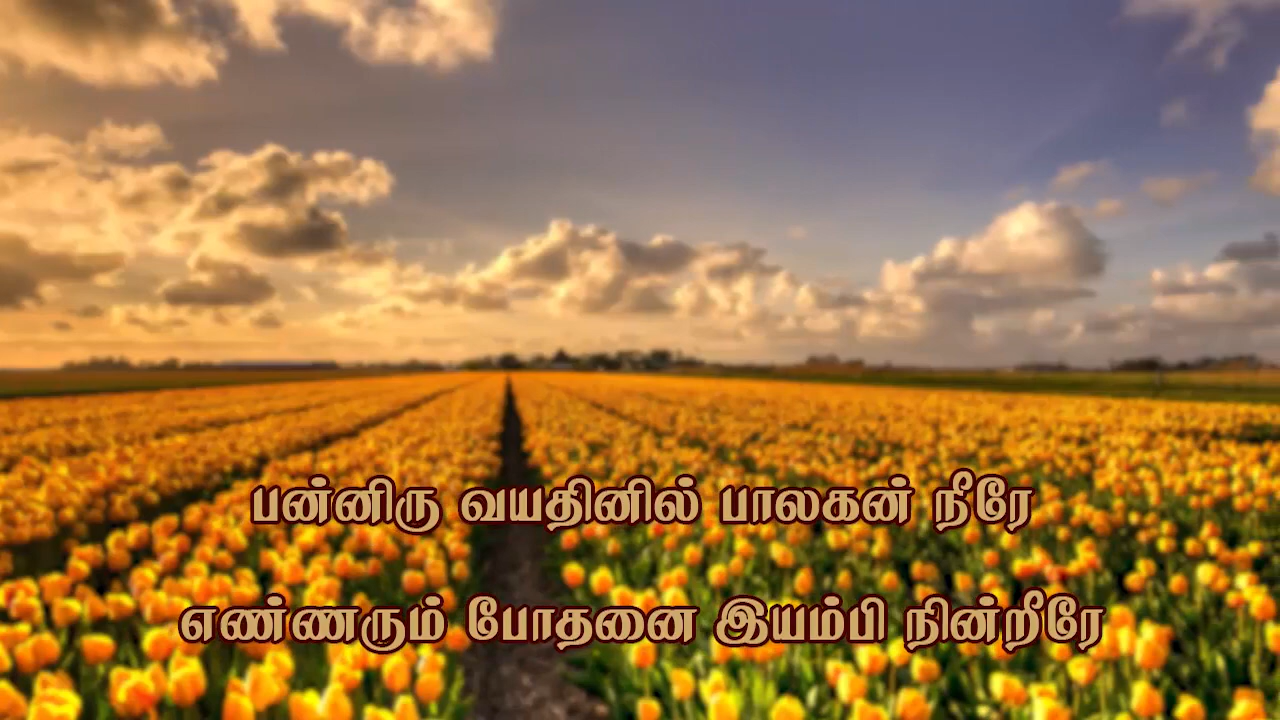 பன்னிரு வயதினில் பாலகன் நீரே
எண்ணரும் போதனை இயம்பி நின்றீரே